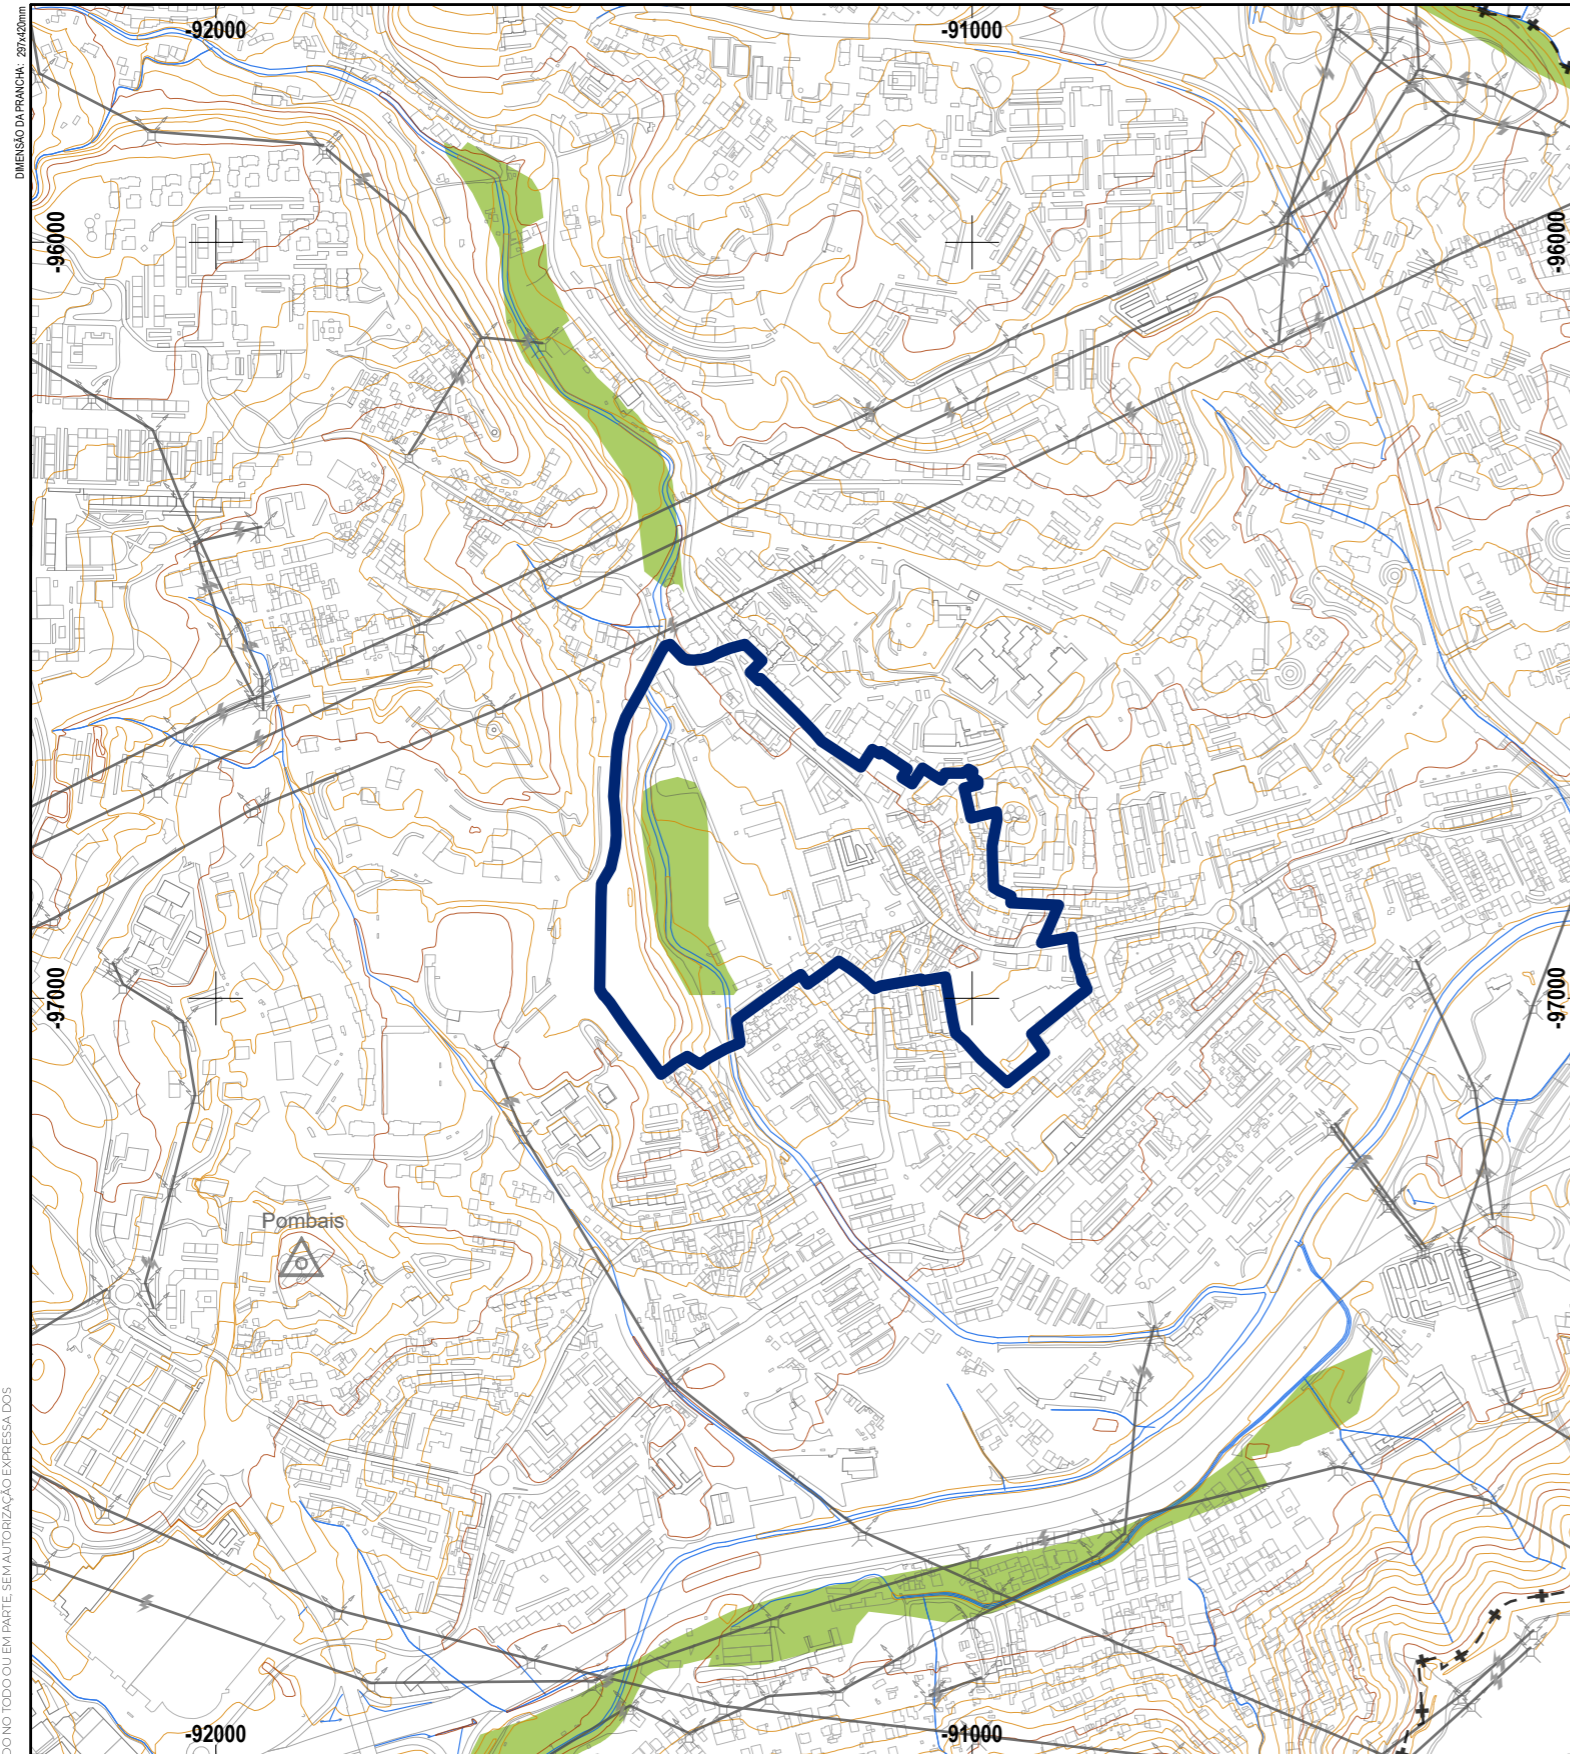 DIMENSÃO DA PRANCHA: 297x420mm
-92000
-91000
-96000
-96000
-97000
-97000
Pombais
DO NO TODO OU EM PARTE, SEM AUTORIZAÇÃO EXPRESSA DOS
-92000
-91000